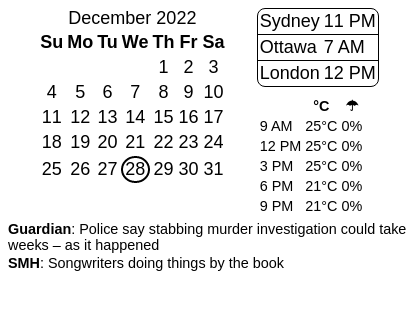 December 2022
Su Mo Tu We Th Fr Sa
1 2 3
4 5 6 7 8 9 10
11 12 13 14 15 16 17
18 19 20 21 22 23 24
25 26 27 28 29 30 31
Sydney 11 PM
Ottawa 7 AM
London 12 PM
°C ☂
9 AM 25°C 0%
12 PM 25°C 0%
3 PM 25°C 0%
6 PM 21°C 0%
9 PM 21°C 0%
Guardian: Police say stabbing murder investigation could take
weeks – as it happened
SMH: Songwriters doing things by the book